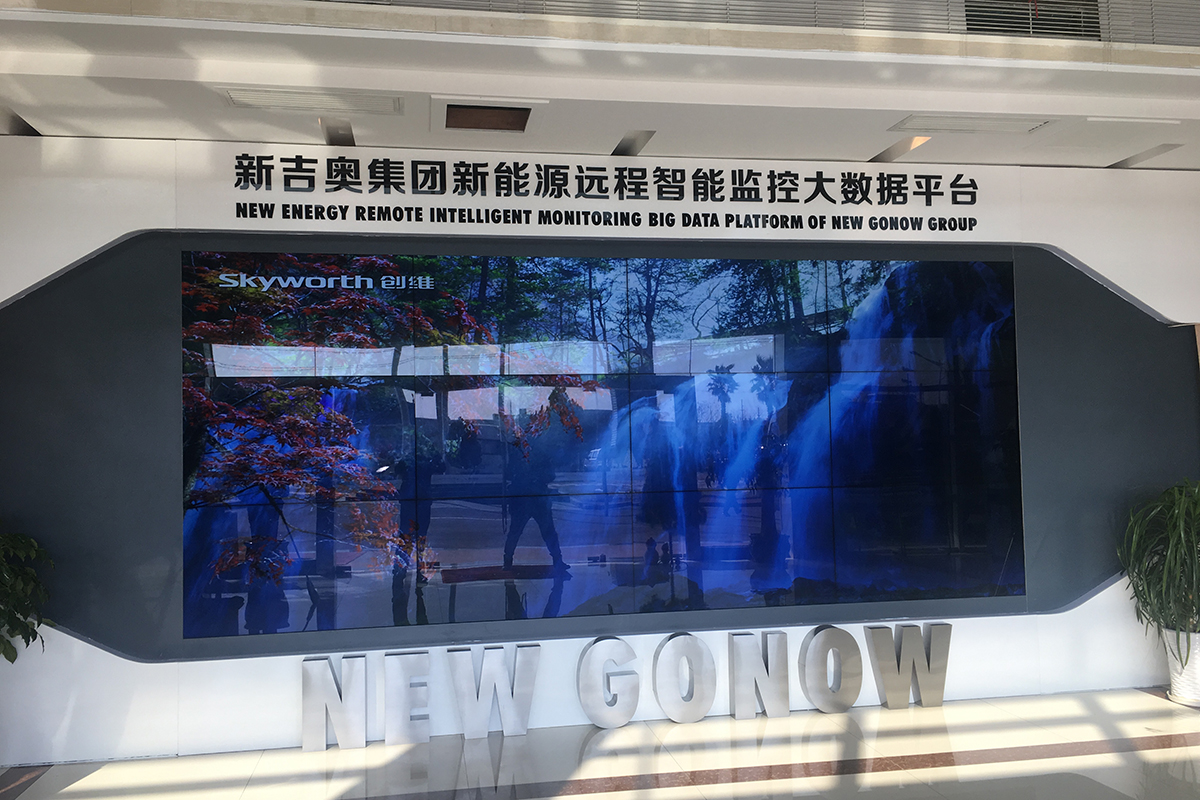 新吉奥集团新能源远程智能监控大数据平台
NEW ENERGY REMOTE INTELLIGENT MONITORING BIG DATA PLATFORM OF NEW GONOW GROUP
Skyworth 创维
NEW GONOW